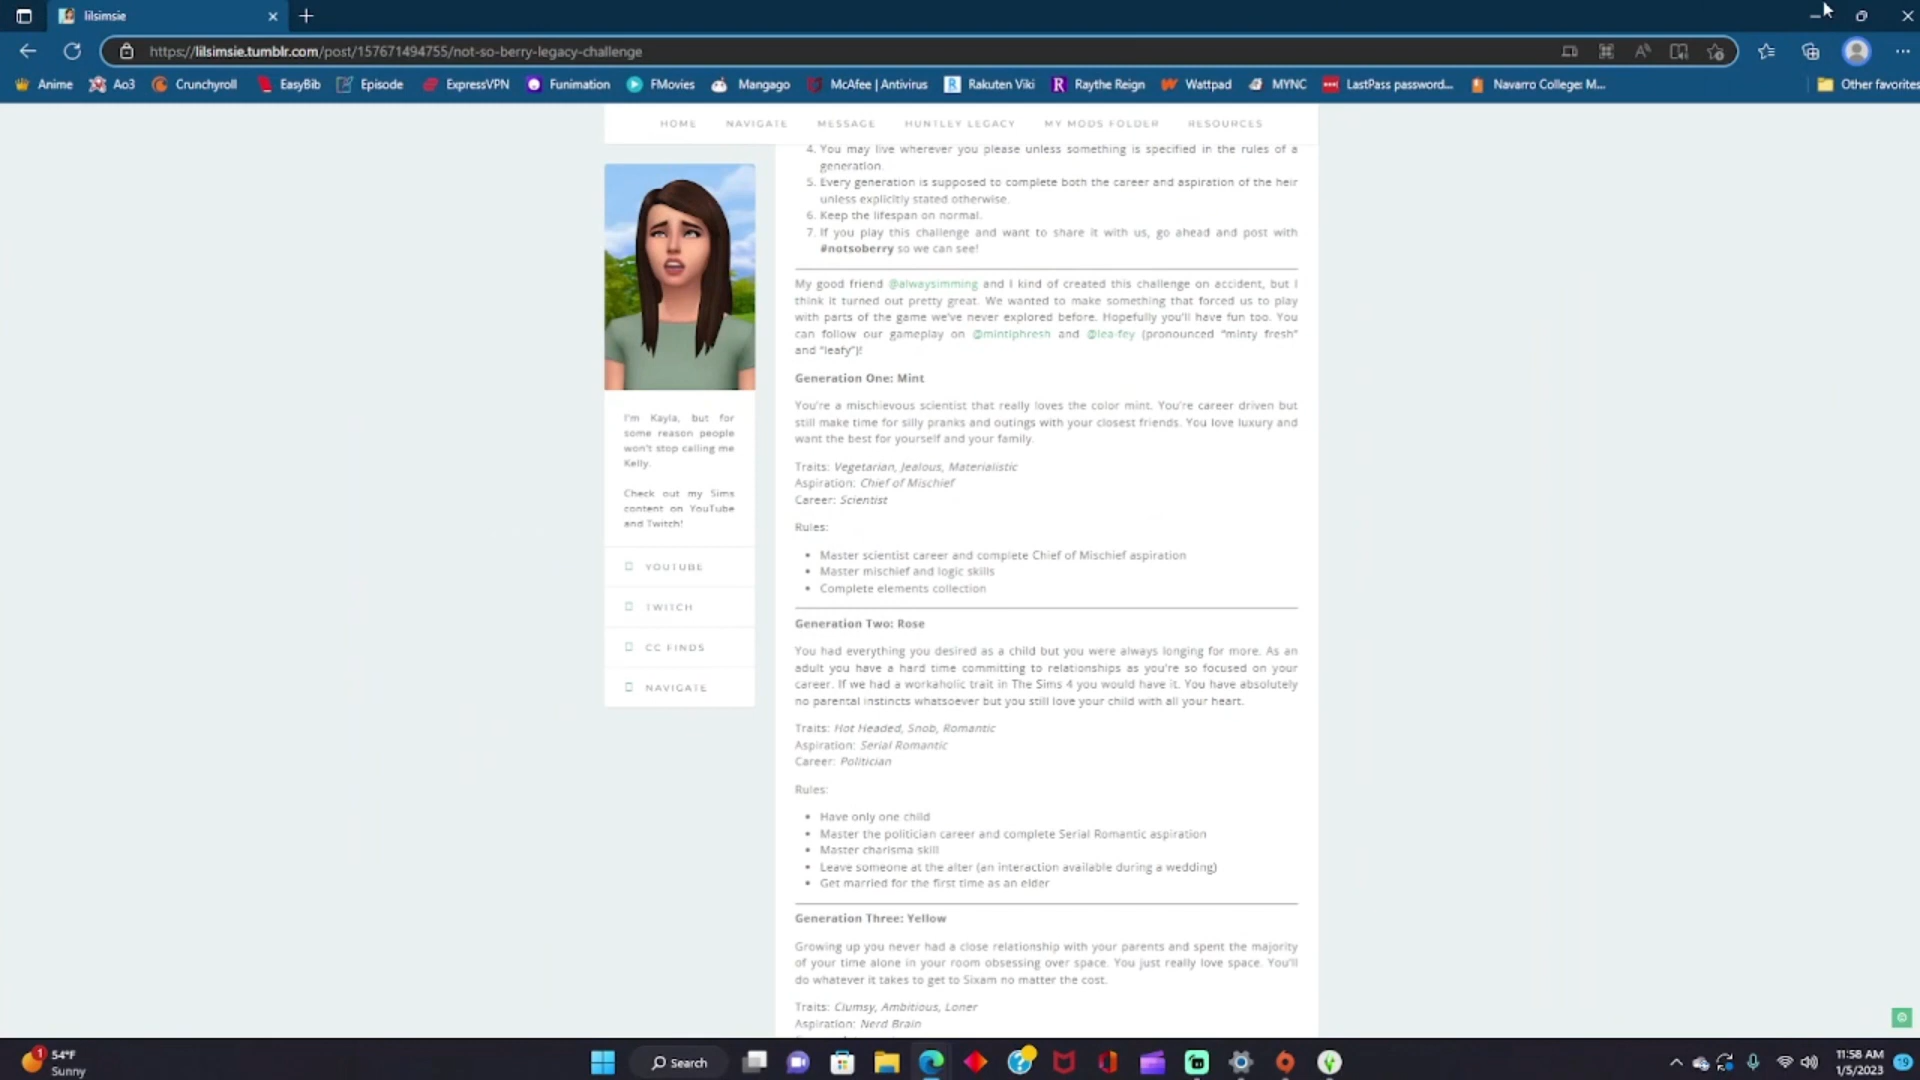 lilsimsie
https://lilsimsie.tumblr.com/post/157671494755/not-so-berry-legacy-challenge
Anime Ao3 Crunchyroll EasyBib Episode ExpressVPN Funimation FMovies Mangago McAfee | Antivirus Rakuten Viki Raythe Reign Wattpad MYNC LastPass password... Navarro College: M... Other favorites
HOME NAVIGATE MESSAGE HUNTLEY LEGACY MY MODS FOLDER RESOURCES
4. You may live wherever you please unless something is specified in the rules of a
generation.
5. Every generation is supposed to complete both the career and aspiration of the heir
unless explicitly stated otherwise.
6. Keep the lifespan on normal.
7. If you play this challenge and want to share it with us, go ahead and post with
#notsoberry so we can see!
My good friend @alwaysimming and I kind of created this challenge on accident, but I
think it turned out pretty great. We wanted to make something that forced us to play
with parts of the game we've never explored before. Hopefully you'll have fun too. You
can follow our gameplay on @mintiphresh and @lea-fey (pronounced "minty fresh"
and "leafy")!
Generation One: Mint
You're a mischievous scientist that really loves the color mint. You're career driven but
still make time for silly pranks and outings with your closest friends. You love luxury and
want the best for yourself and your family.
Traits: Vegetarian, Jealous, Materialistic
Aspiration: Chief of Mischief
Career: Scientist
Rules:
• Master scientist career and complete Chief of Mischief aspiration
• Master mischief and logic skills
• Complete elements collection
Generation Two: Rose
You had everything you desired as a child but you were always longing for more. As an
adult you have a hard time committing to relationships as you're so focused on your
career. If we had a workaholic trait in The Sims 4 you would have it. You have absolutely
no parental instincts whatsoever but you still love your child with all your heart.
Traits: Hot Headed, Snob, Romantic
Aspiration: Serial Romantic
Career: Politician
Rules:
• Have only one child
• Master the politician career and complete Serial Romantic aspiration
• Master charisma skill
• Leave someone at the alter (an interaction available during a wedding)
• Get married for the first time as an elder
Generation Three: Yellow
Growing up you never had a close relationship with your parents and spent the majority
of your time alone in your room obsessing over space. You just really love space. You'll
do whatever it takes to get to Sixam no matter the cost.
Traits: Clumsy, Ambitious, Loner
Aspiration: Nerd Brain
I'm Kayla, but for
some reason people
won't stop calling me
Kelly.
Check out my Sims
content on YouTube
and Twitch!
YOUTUBE
TWITCH
CC FINDS
NAVIGATE
1
54°F
Sunny
Search
11:58 AM
1/5/2023